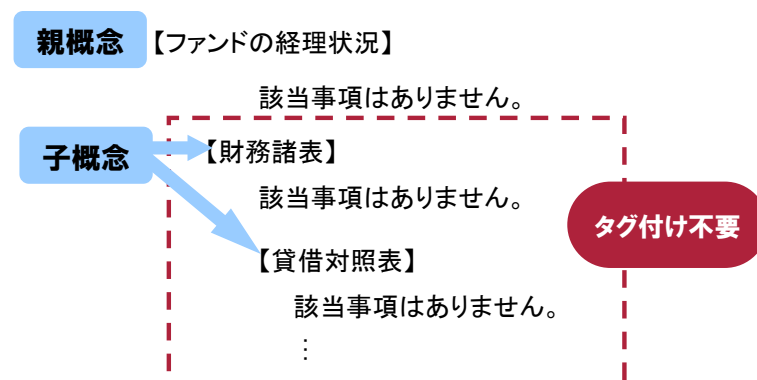 親概念 【ファンドの経理状況】
該当事項はありません。
子概念 【財務諸表】
該当事項はありません。
タグ付け不要
【貸借対照表】
該当事項はありません。
⋮